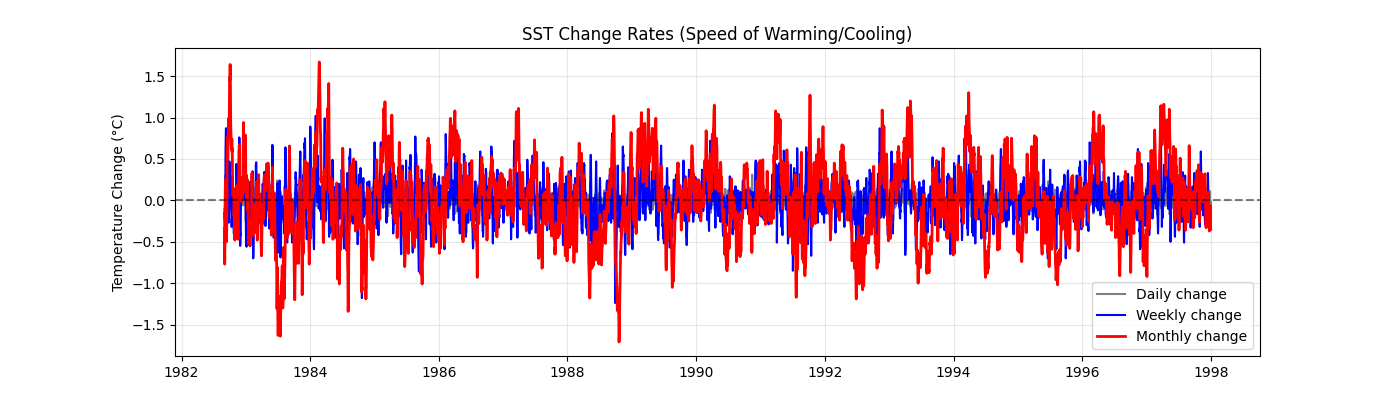 SST Change Rates (Speed of Warming/Cooling)
Temperature Change (°C)
1.5
1.0
0.5
0.0
−0.5
−1.0
−1.5
Daily change
Weekly change
Monthly change
1982 1984 1986 1988 1990 1992 1994 1996 1998